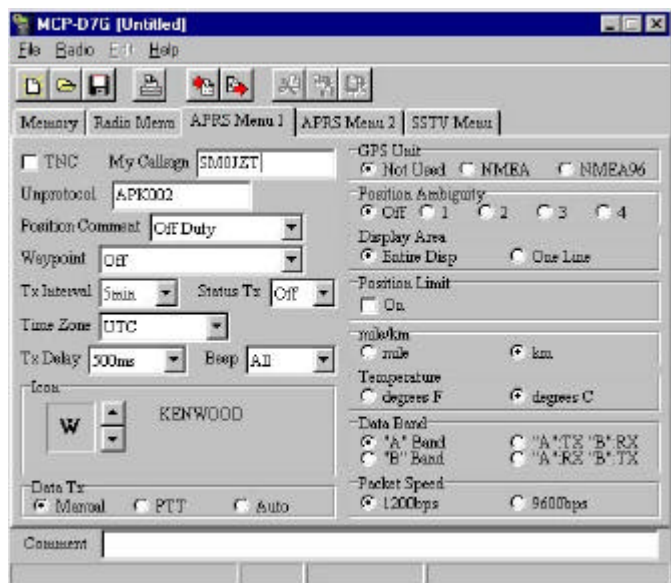 MCP-D7G [Untitled]
File Radio Edit Help
Memory Radio Menu APRS Menu 1 APRS Menu 2 SSTV Menu
TNC My Callsign SM0JZT
Unprotocol APK002
Position Comment Off Duty
Waypoint Off
Tx Interval 5min Status Tx Off
Time Zone UTC
Tx Delay 500ms Beep All
Icon
W KENWOOD
Data Tx
Manual PTT Auto
GPS Unit
Not Used NMEA NMEA96
Position Ambiguity
Off 1 2 3 4
Display Area
Entire Disp One Line
Position Limit
On
mile/km
mile km
Temperature
degrees F degrees C
Data Band
"A" Band "A":TX "B":RX
"B" Band "A":RX "B":TX
Packet Speed
1200bps 9600bps
Comment